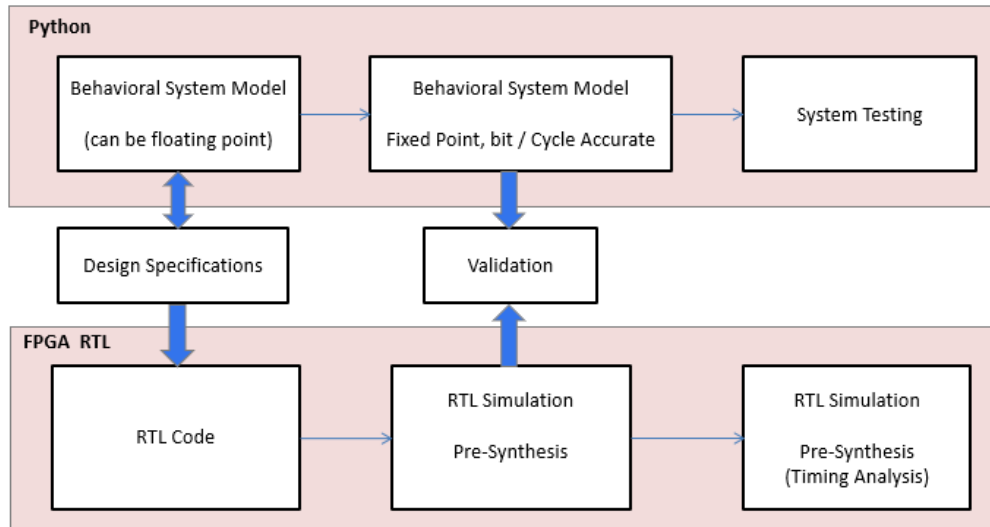 Python
Behavioral System Model
(can be floating point)
Behavioral System Model
Fixed Point, bit / Cycle Accurate
System Testing
Design Specifications
Validation
FPGA RTL
RTL Code
RTL Simulation
Pre-Synthesis
RTL Simulation
Pre-Synthesis
(Timing Analysis)